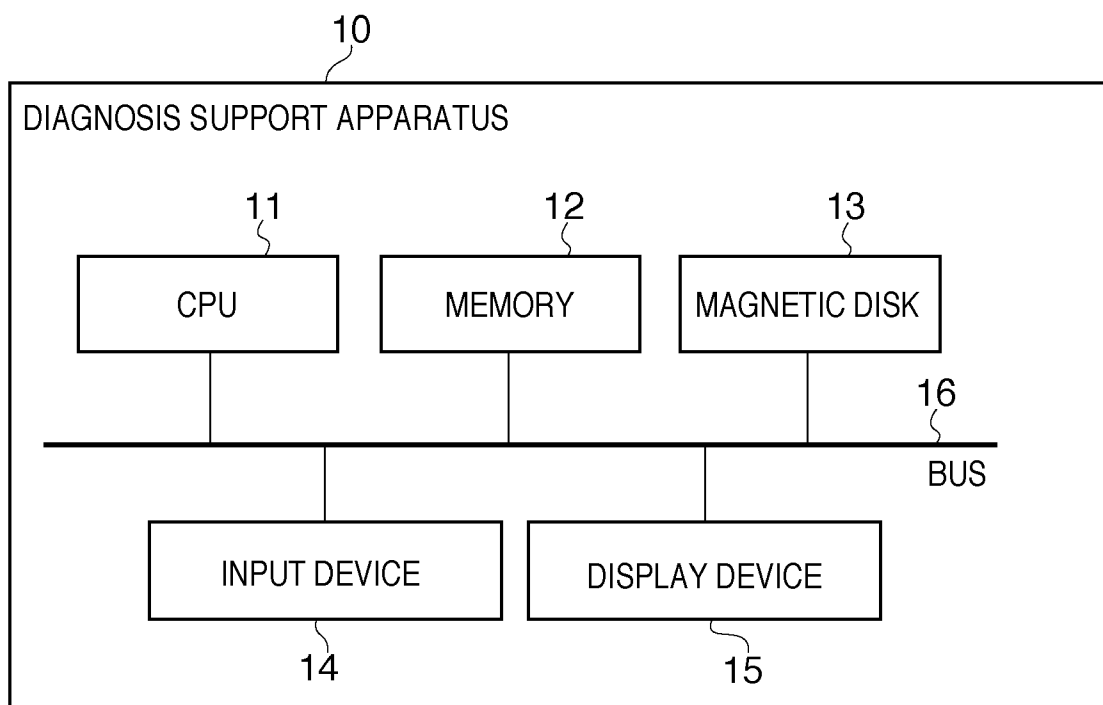 10
DIAGNOSIS SUPPORT APPARATUS
11
12
13
CPU
MEMORY
MAGNETIC DISK
16
BUS
INPUT DEVICE
DISPLAY DEVICE
14
15